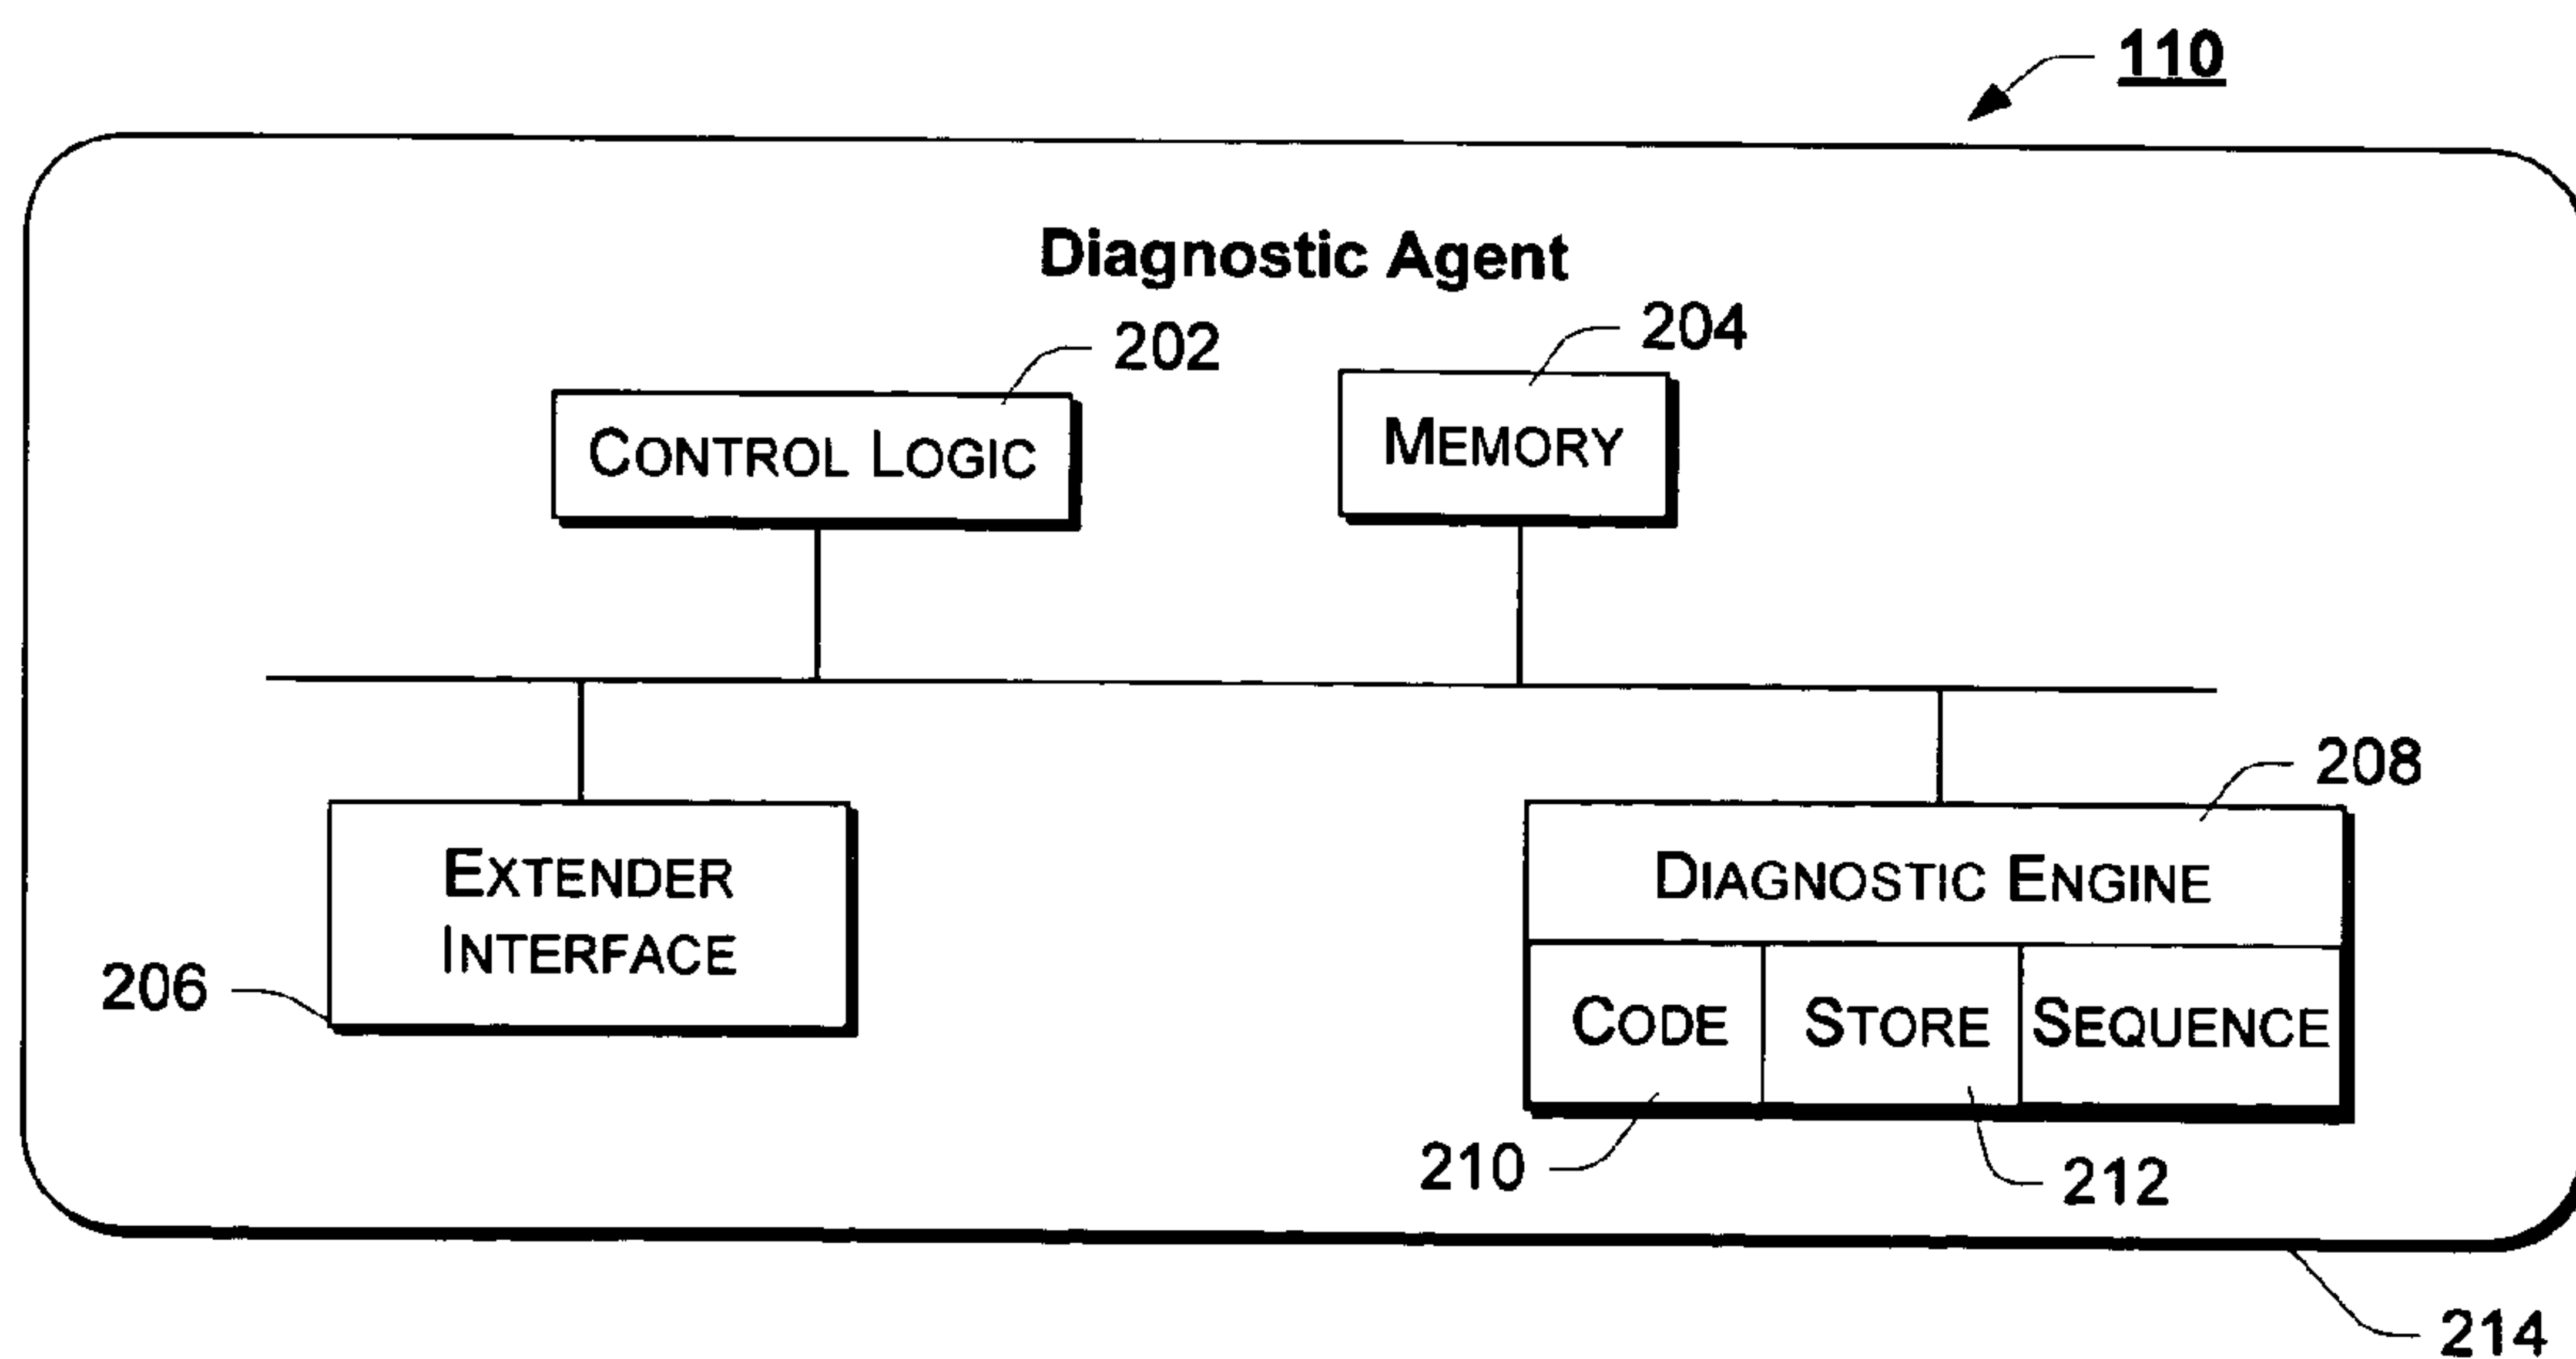 110
Diagnostic Agent
202
204
CONTROL LOGIC
MEMORY
208
EXTENDER
INTERFACE
DIAGNOSTIC ENGINE
206
CODE
STORE
SEQUENCE
210
212
214